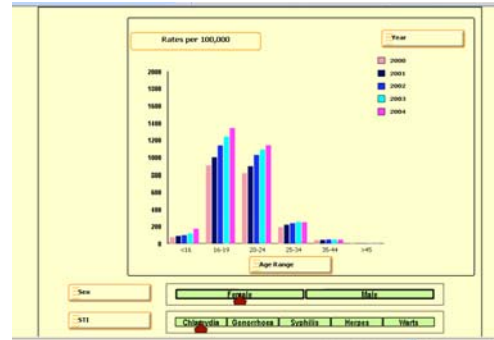 Rates per 100,000
Year
2000
2001
2002
2003
2004
2000
1800
1600
1400
1200
1000
800
600
400
200
0
<16 16-19 20-24 25-34 35-44 >45
Age Range
Sex
Female Male
STI
Chlamydia Gonorrhoea Syphilis Herpes Warts